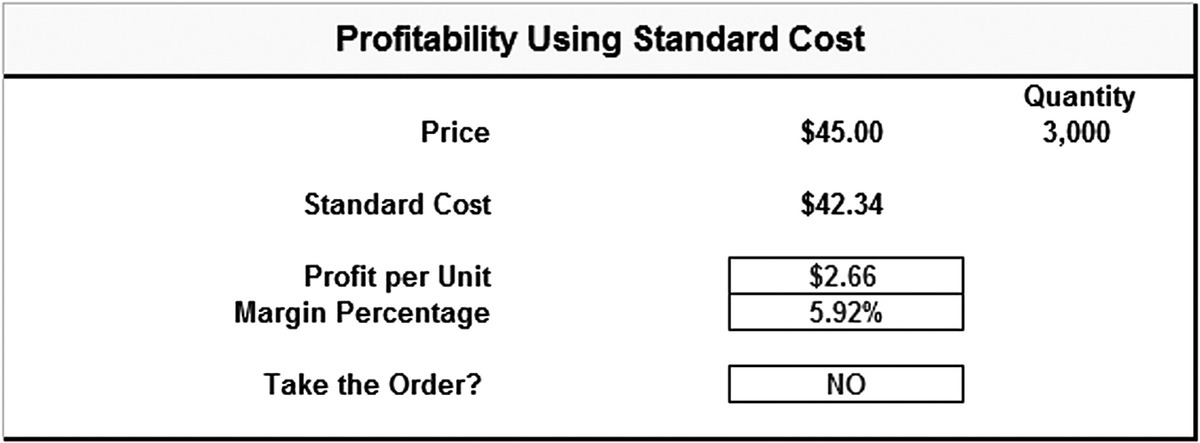 Profitability Using Standard Cost
Quantity
Price $45.00 3,000
Standard Cost $42.34
Profit per Unit $2.66
Margin Percentage 5.92%
Take the Order? NO